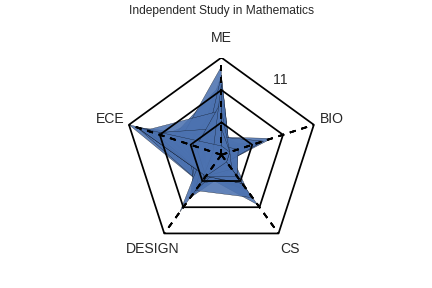 Independent Study in Mathematics
ME
11
ECE
BIO
DESIGN
CS